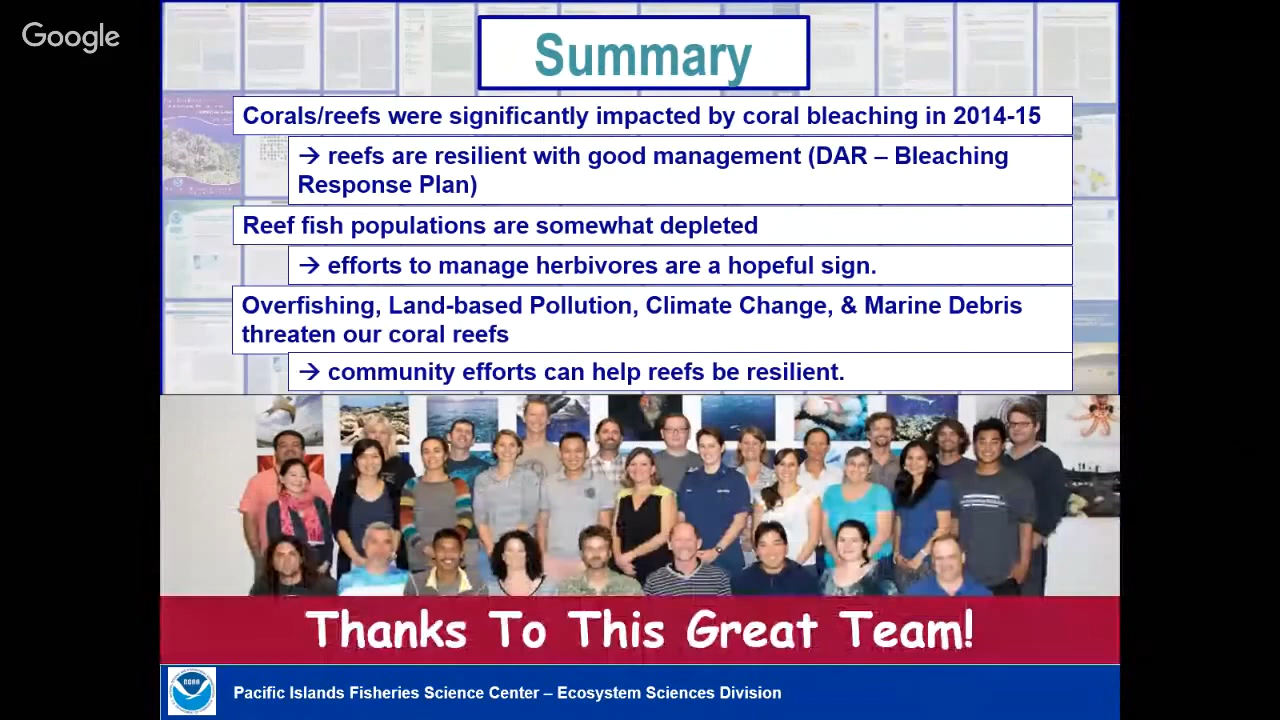 Google
Summary
Corals/reefs were significantly impacted by coral bleaching in 2014-15
→ reefs are resilient with good management (DAR – Bleaching
Response Plan)
Reef fish populations are somewhat depleted
→ efforts to manage herbivores are a hopeful sign.
Overfishing, Land-based Pollution, Climate Change, & Marine Debris
threaten our coral reefs
→ community efforts can help reefs be resilient.
Thanks To This Great Team!
NOAA
Pacific Islands Fisheries Science Center – Ecosystem Sciences Division